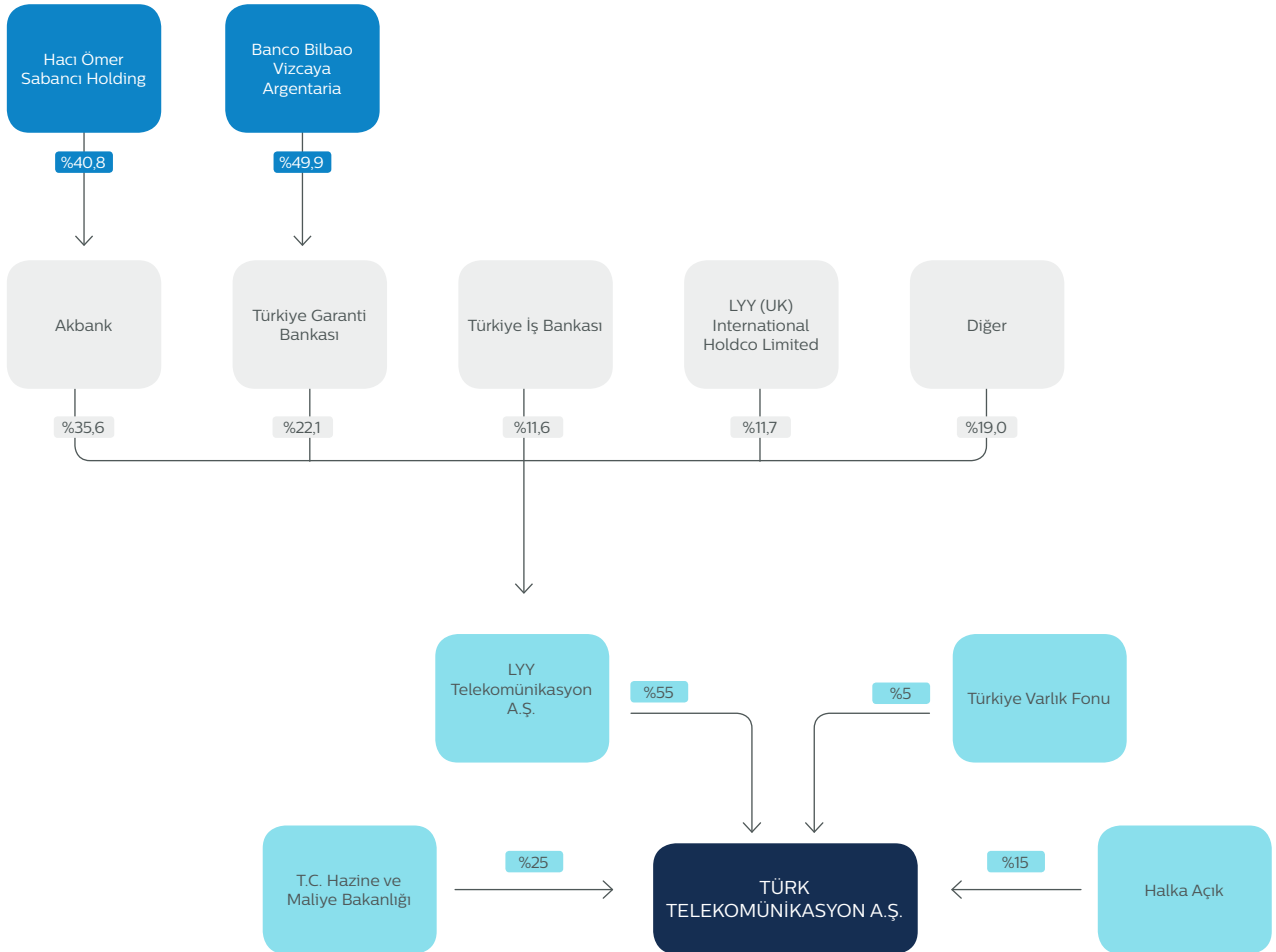 Hacı Ömer
Sabancı Holding
Banco Bilbao
Vizcaya
Argentaria
%40,8
%49,9
Akbank
Türkiye Garanti
Bankası
Türkiye İş Bankası
LYY (UK)
International
Holdco Limited
Diğer
%35,6
%22,1
%11,6
%11,7
%19,0
LYY
Telekomünikasyon
A.Ş.
%55
%5
Türkiye Varlık Fonu
T.C. Hazine ve
Maliye Bakanlığı
%25
TÜRK
TELEKOMÜNİKASYON A.Ş.
%15
Halka Açık